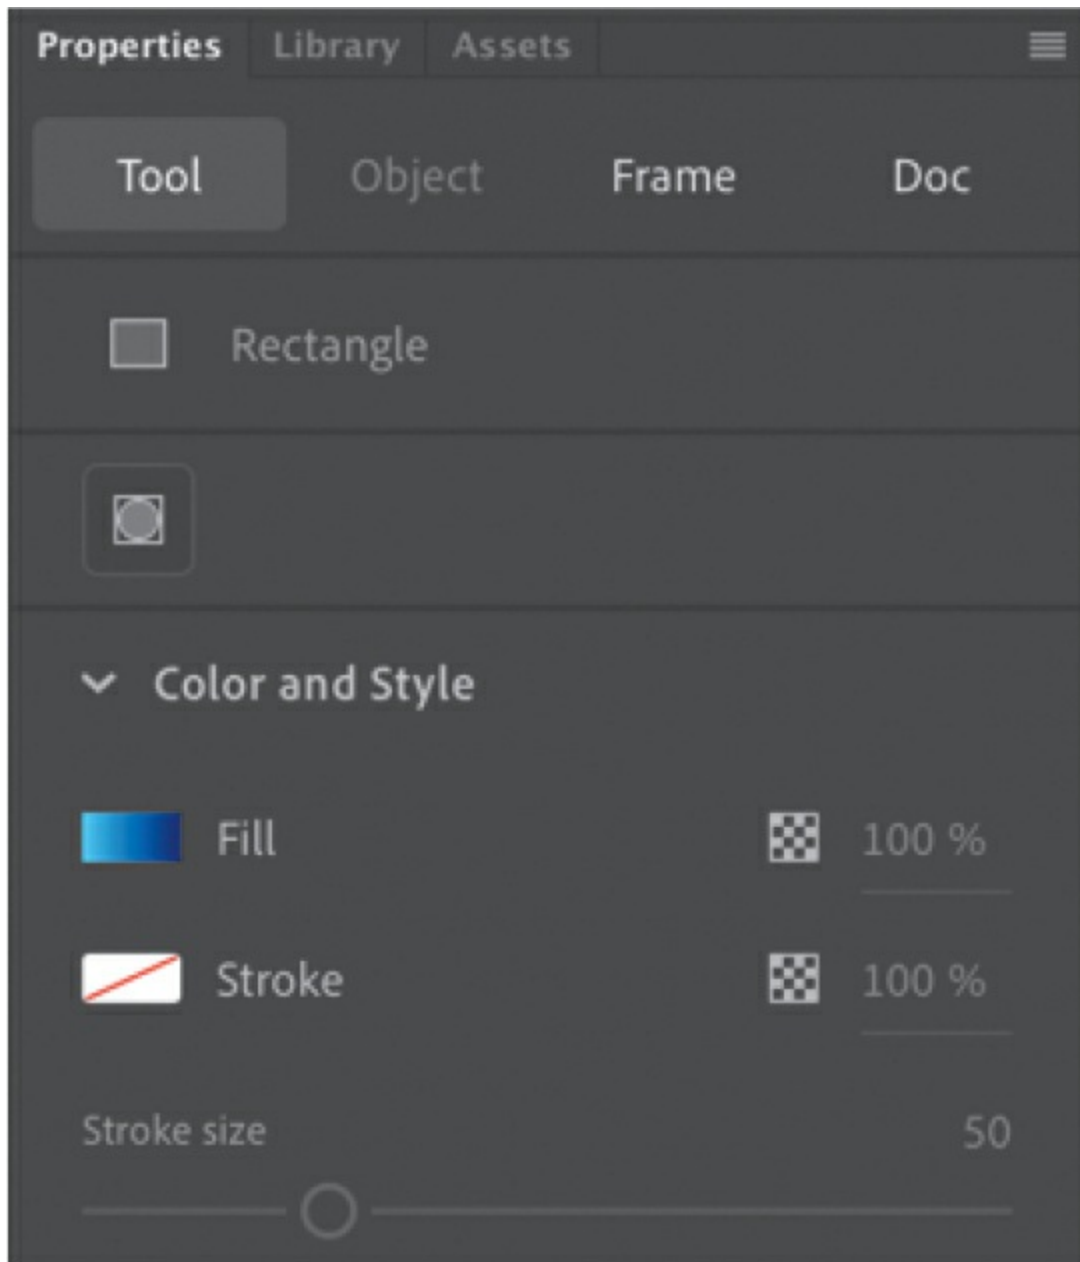 Properties Library Assets
Tool Object Frame Doc
Rectangle
Color and Style
Fill 100 %
Stroke 100 %
Stroke size 50